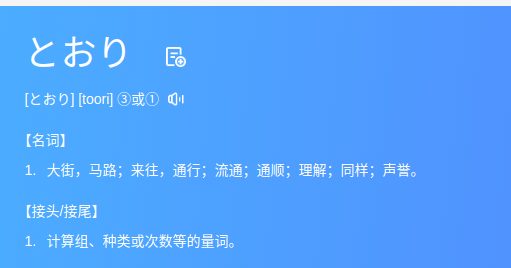 とおり
[とおり] [toori] ③或①
【名词】
1. 大街，马路；来往，通行；流通；通顺；理解；同样；声誉。
【接头/接尾】
1. 计算组、种类或次数等的量词。